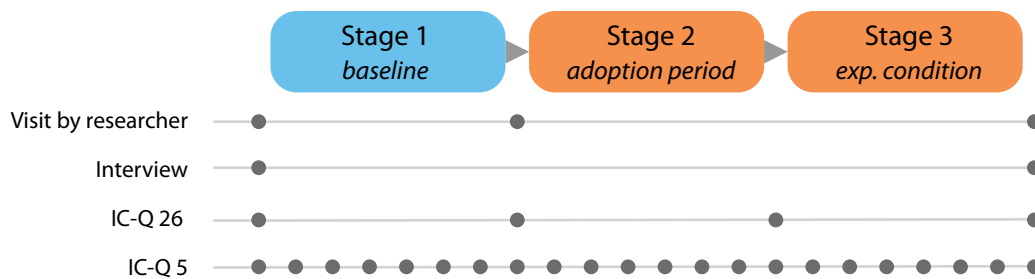 Stage 1
baseline
Stage 2
adoption period
Stage 3
exp. condition
Visit by researcher
Interview
IC-Q 26
IC-Q 5